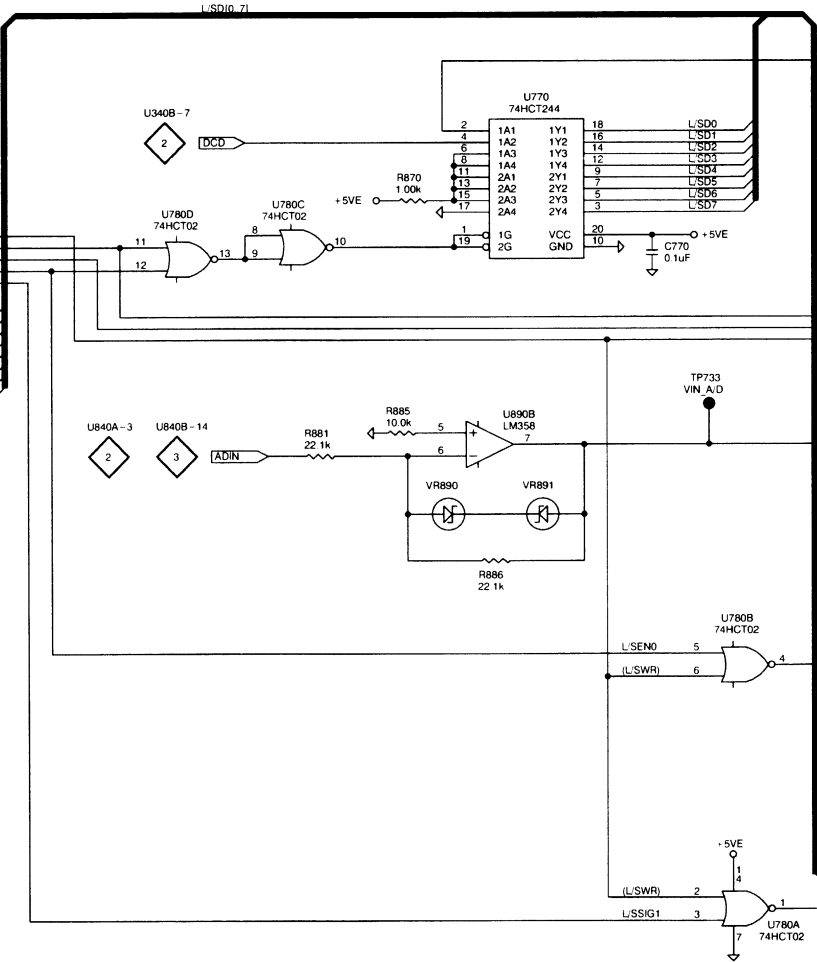 L/SD[0..7]
U340B-7
2
DCD
U770
74HCT244
2 1A1 1Y1 18 L/SD0
4 1A2 1Y2 16 L/SD1
6 1A3 1Y3 14 L/SD2
8 1A4 1Y4 12 L/SD3
11 2A1 2Y1 9 L/SD4
13 2A2 2Y2 7 L/SD5
15 2A3 2Y3 5 L/SD6
17 2A4 2Y4 3 L/SD7
1 1G VCC 20 +5VE
19 2G GND 10
R870
1.00k
+5VE
C770
0.1uF
U780D
74HCT02
11
12
13
U780C
74HCT02
8
9
10
TP733
VIN_A/D
U840A-3
2
U840B-14
3
ADIN
R881
22.1k
R885
10.0k
5
6
U890B
LM358
7
+
−
VR890
VR891
R886
22.1k
U780B
74HCT02
L/SEN0 5
(L/SWR) 6
4
+5VE
1
4
(L/SWR) 2
L/SSIG1 3
1
7
U780A
74HCT02